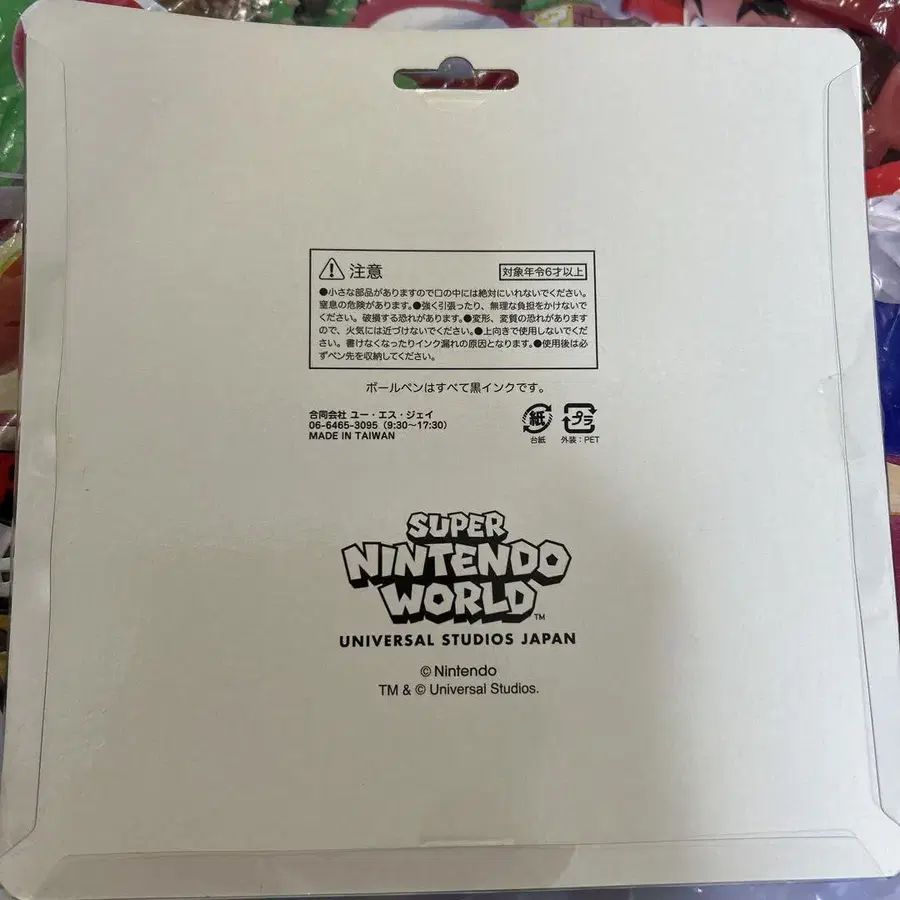 注意
対象年令6才以上
●小さな部品がありますので口の中には絶対にいれないでください。
窒息の危険があります。●強く引張ったり、無理な負担をかけないで
ください。破損する恐れがあります。●変形、変質の恐れがあります
ので、火気には近づけないでください。●上向きで使用しないでくだ
さい。書けなくなったりインク漏れの原因となります。●使用後は必
ずペン先を収納してください。
ボールペンはすべて黒インクです。
合同会社 ユー・エス・ジェイ
06-6465-3095（9:30～17:30）
MADE IN TAIWAN
紙
台紙
プラ
外装：PET
SUPER
NINTENDO
WORLD™
UNIVERSAL STUDIOS JAPAN
© Nintendo
TM & © Universal Studios.